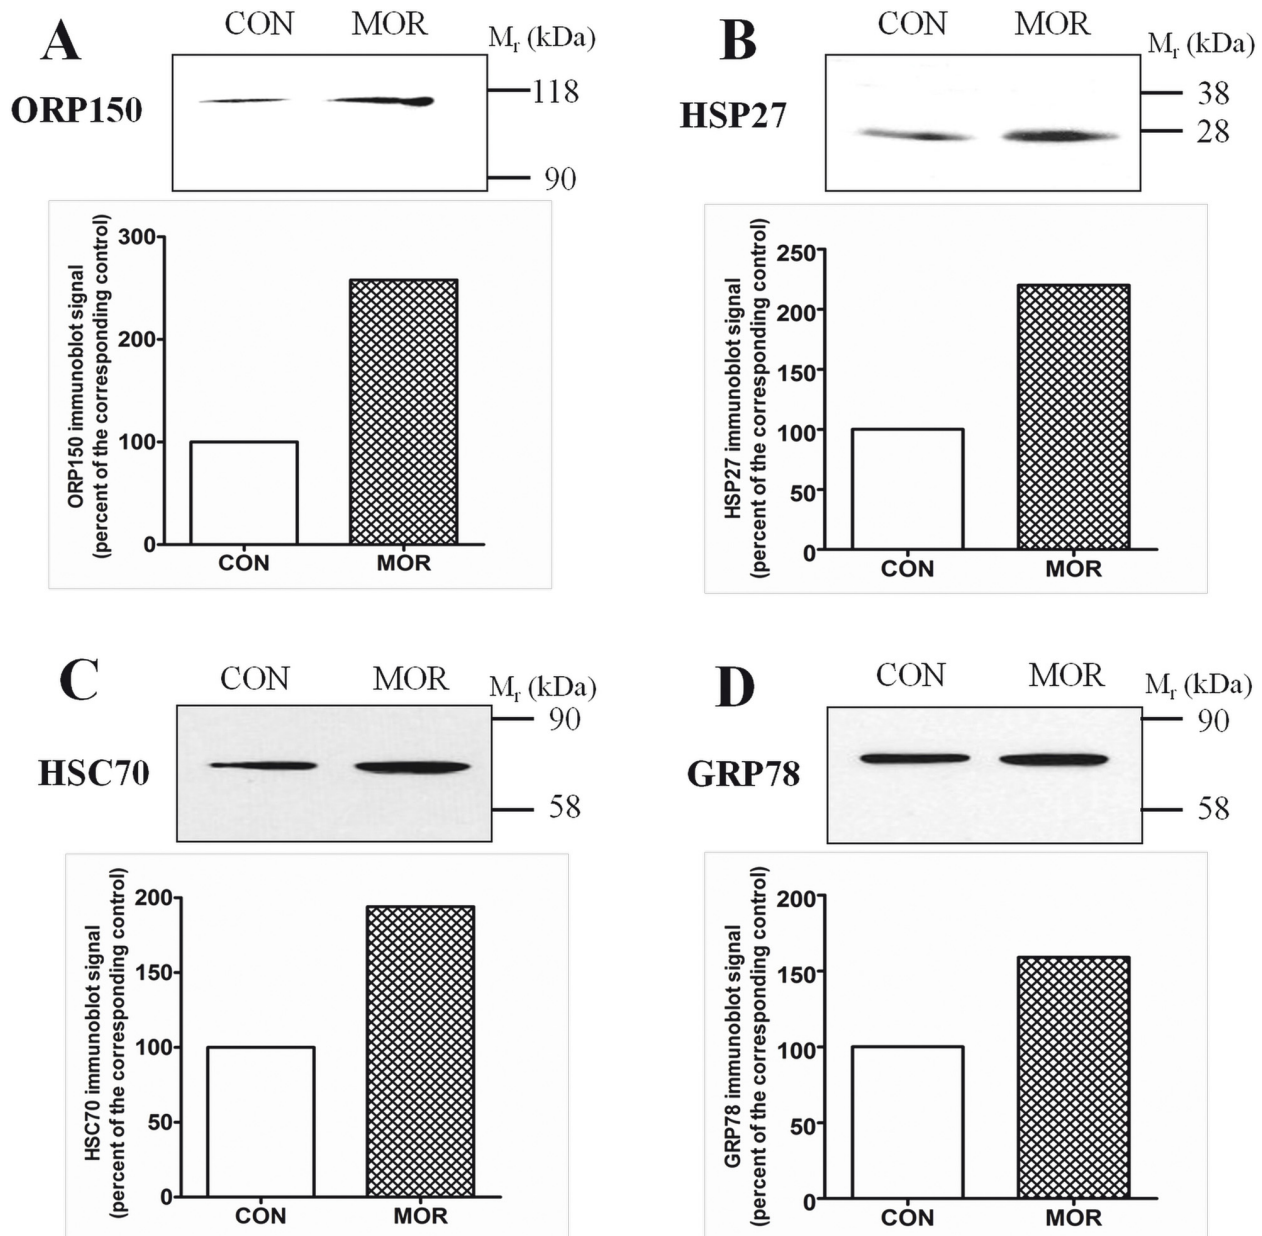 A
CON MOR
Mr (kDa)
ORP150
118
90
ORP150 immunoblot signal
(percent of the corresponding control)
300
200
100
0
CON MOR
B
CON MOR
Mr (kDa)
HSP27
38
28
HSP27 immunoblot signal
(percent of the corresponding control)
250
200
150
100
50
0
CON MOR
C
CON MOR
Mr (kDa)
HSC70
90
58
HSC70 immunoblot signal
(percent of the corresponding control)
200
150
100
50
0
CON MOR
D
CON MOR
Mr (kDa)
GRP78
90
58
GRP78 immunoblot signal
(percent of the corresponding control)
200
150
100
50
0
CON MOR